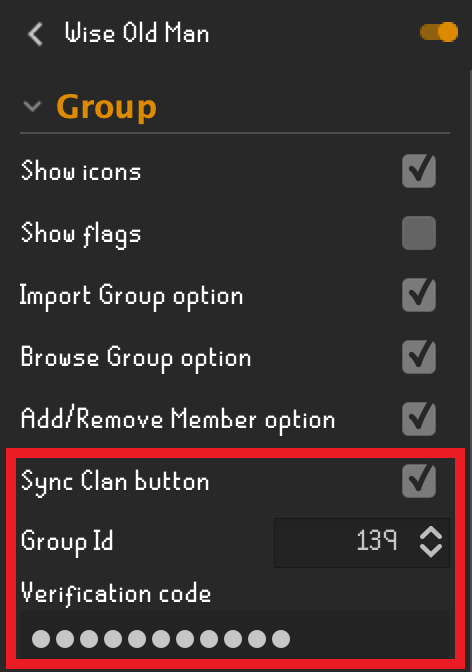 Wise Old Man
Group
Show icons
Show flags
Import Group option
Browse Group option
Add/Remove Member option
Sync Clan button
Group Id 139
Verification code